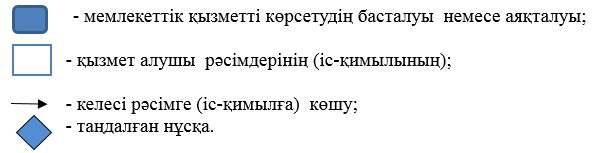 - мемлекеттік қызметті көрсетудің басталуы немесе аяқталуы;
- қызмет алушы рәсімдерінің (іс-қимылының);
- келесі рәсімге (іс-қимылға) көшу;
- таңдалған нұсқа.